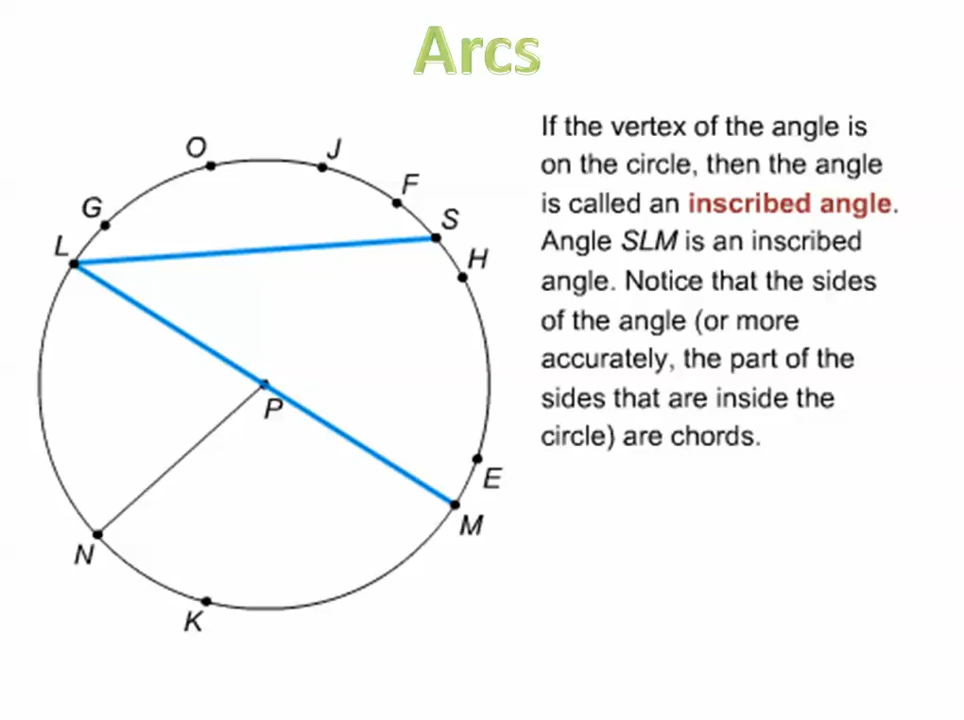 Arcs
If the vertex of the angle is
on the circle, then the angle
is called an inscribed angle.
Angle SLM is an inscribed
angle. Notice that the sides
of the angle (or more
accurately, the part of the
sides that are inside the
circle) are chords.
O
J
F
G
S
L
H
P
E
M
N
K